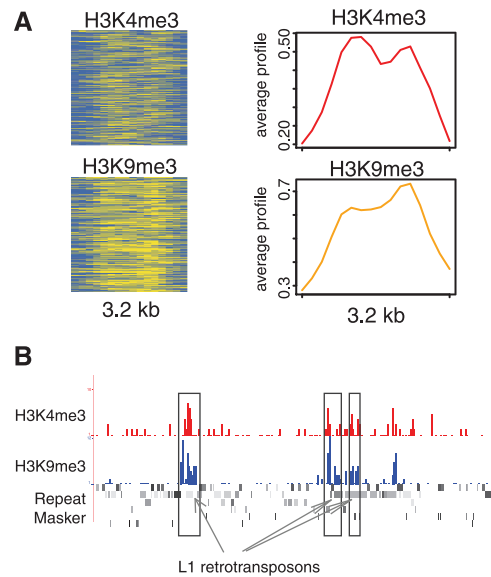 A
H3K4me3
H3K4me3
average profile
0.50
0.20
H3K9me3
H3K9me3
average profile
0.7
0.3
3.2 kb
3.2 kb
B
H3K4me3
H3K9me3
Repeat
Masker
L1 retrotransposons